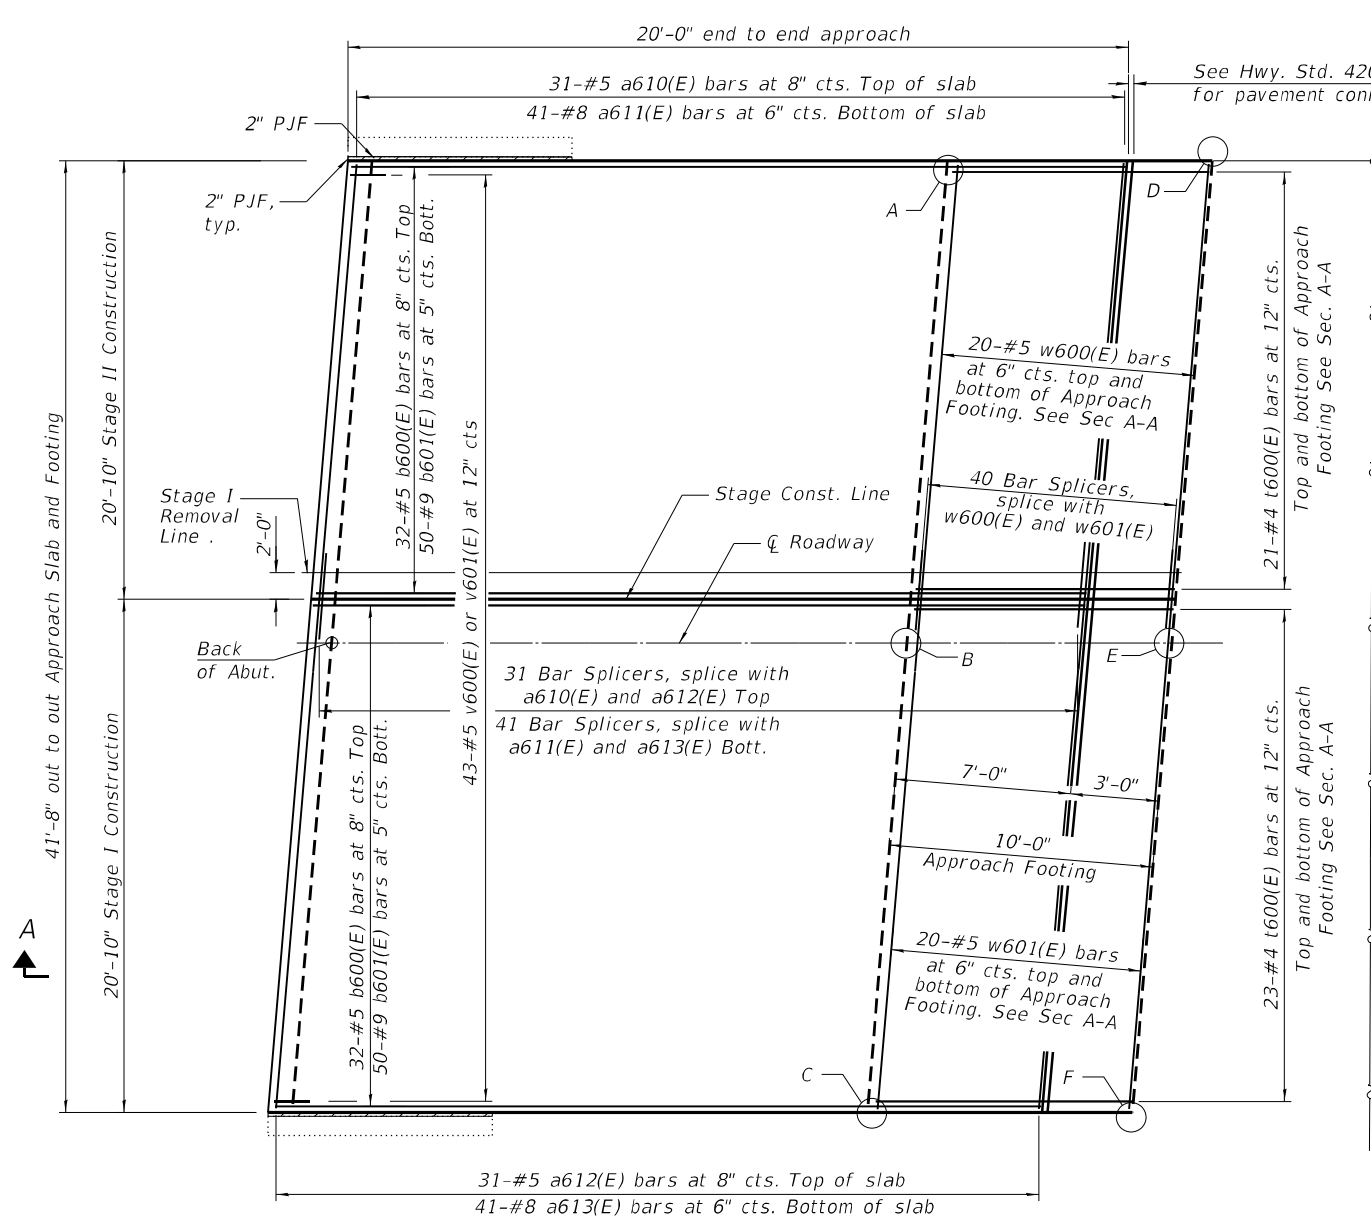 20'-0" end to end approach
31-#5 a610(E) bars at 8" cts. Top of slab
41-#8 a611(E) bars at 6" cts. Bottom of slab
See Hwy. Std. 420
for pavement conn
2" PJF
2" PJF,
typ.
A
D
41'-8" out to out Approach Slab and Footing
20'-10" Stage II Construction
20'-10" Stage I Construction
32-#5 b600(E) bars at 8" cts. Top
50-#9 b601(E) bars at 5" cts. Bott.
43-#5 v600(E) or v601(E) at 12" cts
20-#5 w600(E) bars
at 6" cts. top and
bottom of Approach
Footing. See Sec A-A
21-#4 t600(E) bars at 12" cts.
Top and bottom of Approach
Footing See Sec. A-A
Stage I
Removal
Line .
2'-0"
Stage Const. Line
℄ Roadway
40 Bar Splicers,
splice with
w600(E) and w601(E)
Back
of Abut.
B
E
31 Bar Splicers, splice with
a610(E) and a612(E) Top
41 Bar Splicers, splice with
a611(E) and a613(E) Bott.
32-#5 b600(E) bars at 8" cts. Top
50-#9 b601(E) bars at 5" cts. Bott.
7'-0"
3'-0"
10'-0"
Approach Footing
20-#5 w601(E) bars
at 6" cts. top and
bottom of Approach
Footing. See Sec A-A
23-#4 t600(E) bars at 12" cts.
Top and bottom of Approach
Footing See Sec. A-A
A
C
F
31-#5 a612(E) bars at 8" cts. Top of slab
41-#8 a613(E) bars at 6" cts. Bottom of slab